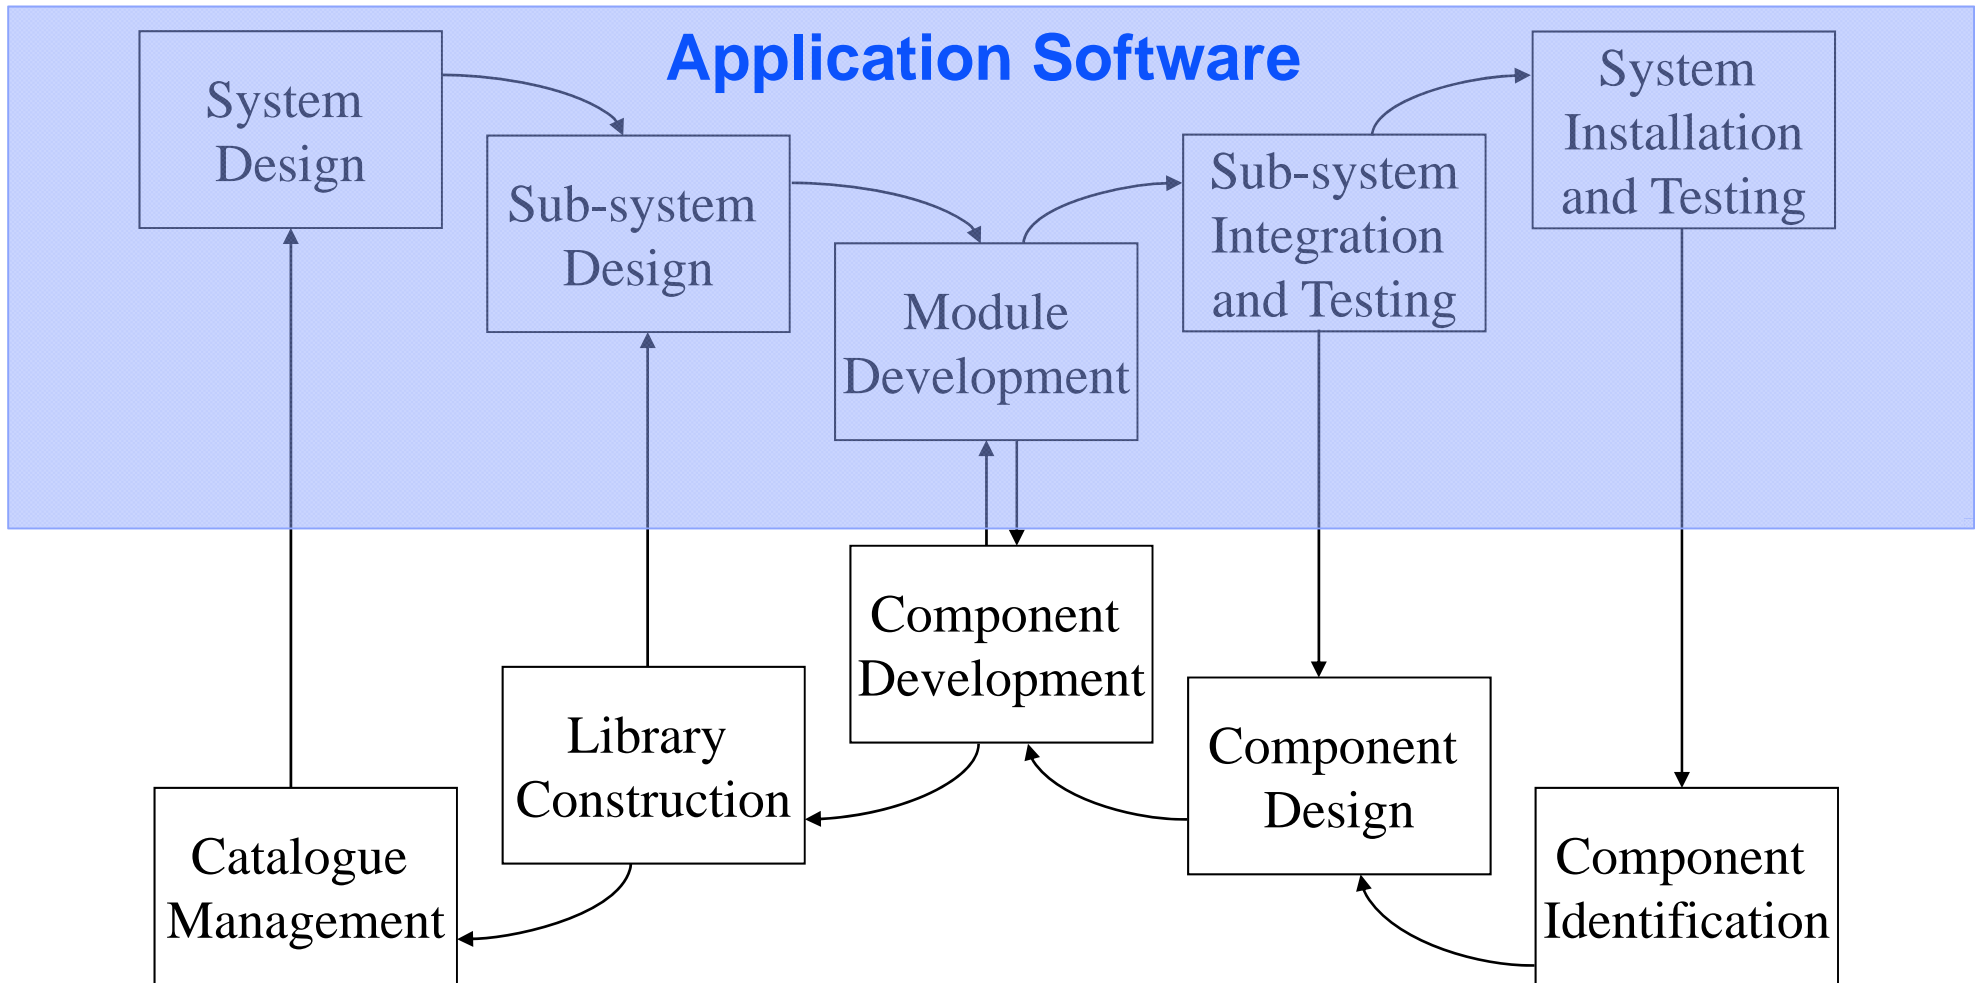 Application Software
System
Design
Sub-system
Design
Module
Development
Sub-system
Integration
and Testing
System
Installation
and Testing
Component
Development
Library
Construction
Catalogue
Management
Component
Design
Component
Identification